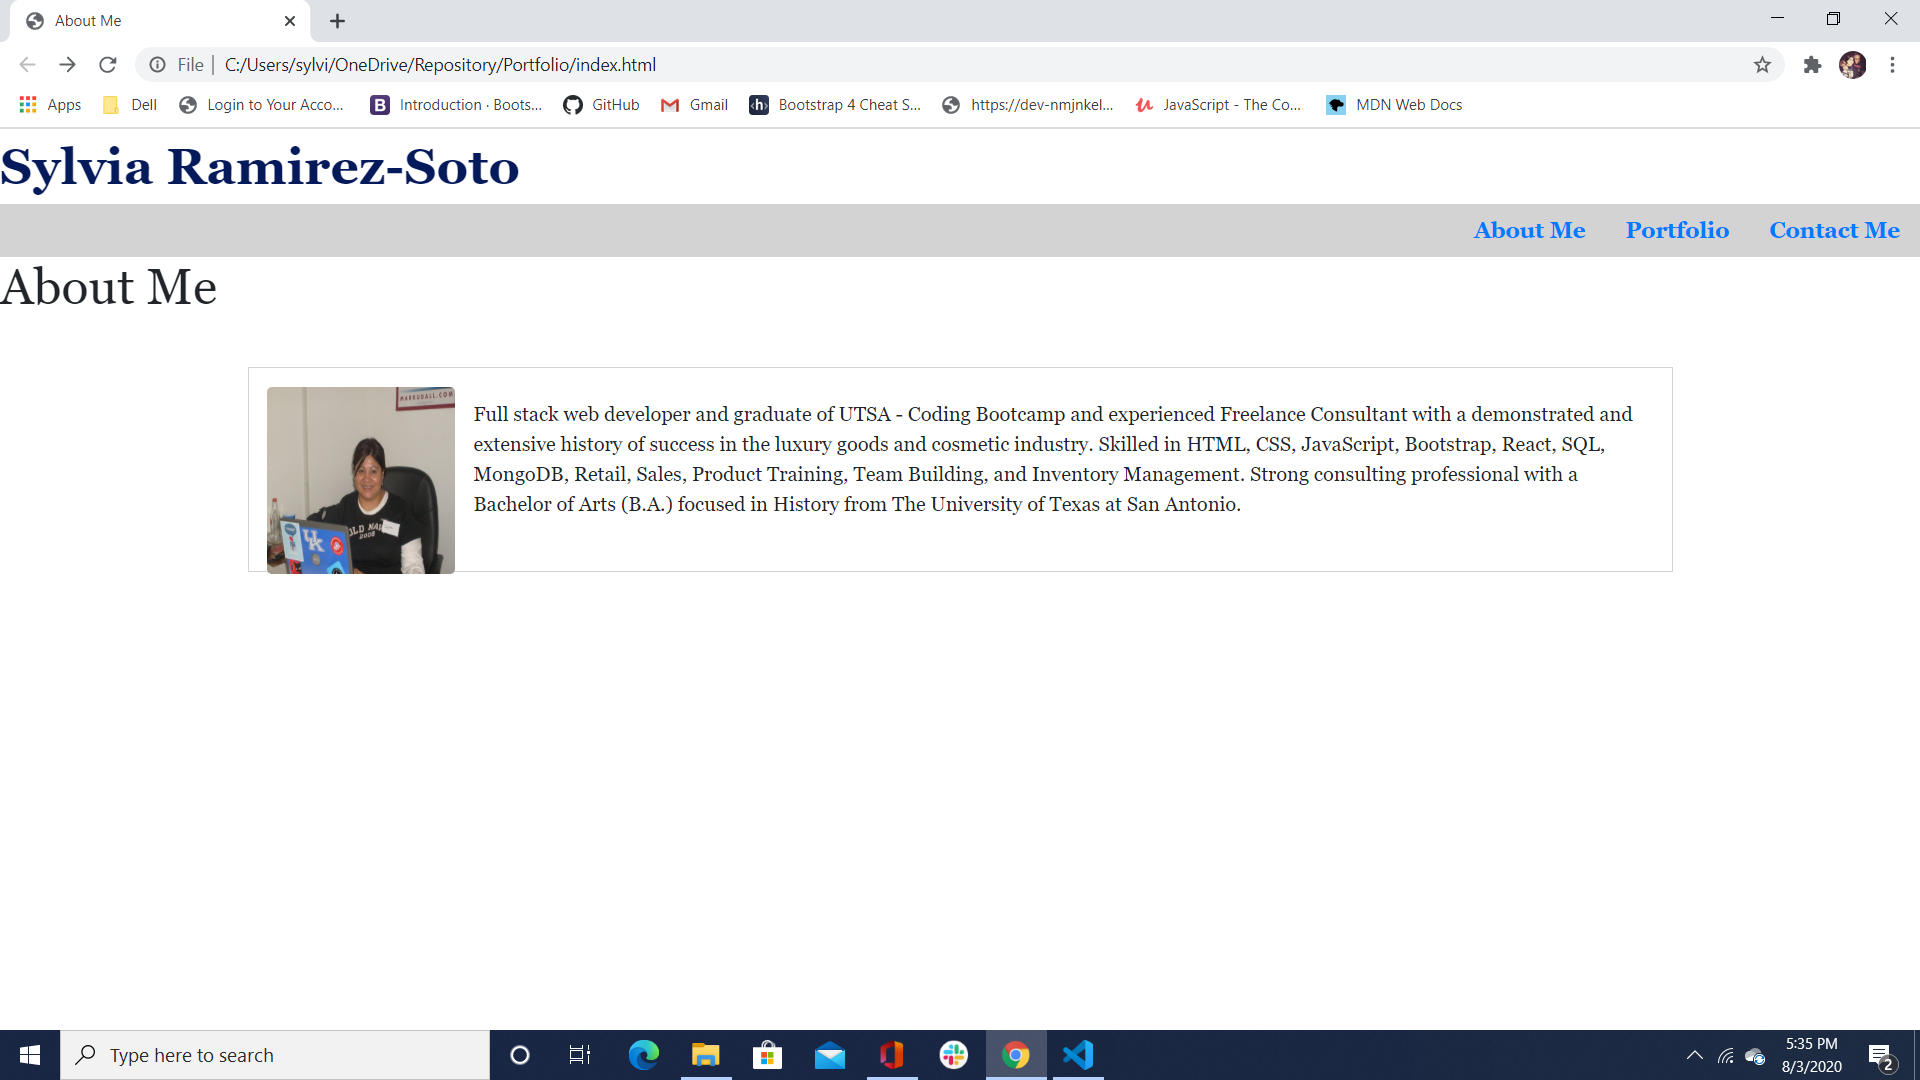 About Me
File
C:/Users/sylvi/OneDrive/Repository/Portfolio/index.html
Apps
Dell
Login to Your Acco...
B
Introduction · Boots...
GitHub
Gmail
<h>
Bootstrap 4 Cheat S...
https://dev-nmjnkel...
JavaScript - The Co...
MDN Web Docs
Sylvia Ramirez-Soto
About Me Portfolio Contact Me
About Me
MARKUDALL.COM
OLD NAVY
2008
UK
Full stack web developer and graduate of UTSA - Coding Bootcamp and experienced Freelance Consultant with a demonstrated and
extensive history of success in the luxury goods and cosmetic industry. Skilled in HTML, CSS, JavaScript, Bootstrap, React, SQL,
MongoDB, Retail, Sales, Product Training, Team Building, and Inventory Management. Strong consulting professional with a
Bachelor of Arts (B.A.) focused in History from The University of Texas at San Antonio.
Type here to search
5:35 PM
8/3/2020
2